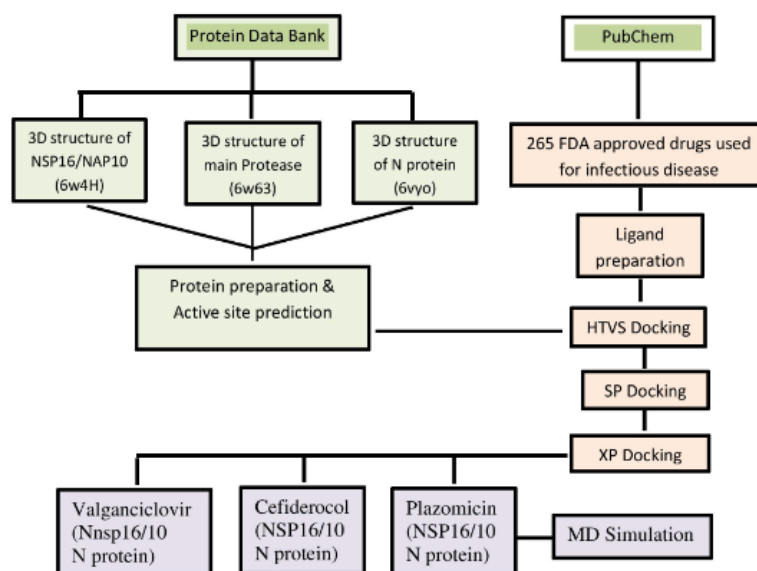 Protein Data Bank
PubChem
3D structure of
NSP16/NAP10
(6w4H)
3D structure of
main Protease
(6w63)
3D structure
of N protein
(6vyo)
265 FDA approved drugs used
for infectious disease
Ligand
preparation
Protein preparation &
Active site prediction
HTVS Docking
SP Docking
XP Docking
Valganciclovir
(Nnsp16/10
N protein)
Cefiderocol
(NSP16/10
N protein)
Plazomicin
(NSP16/10
N protein)
MD Simulation